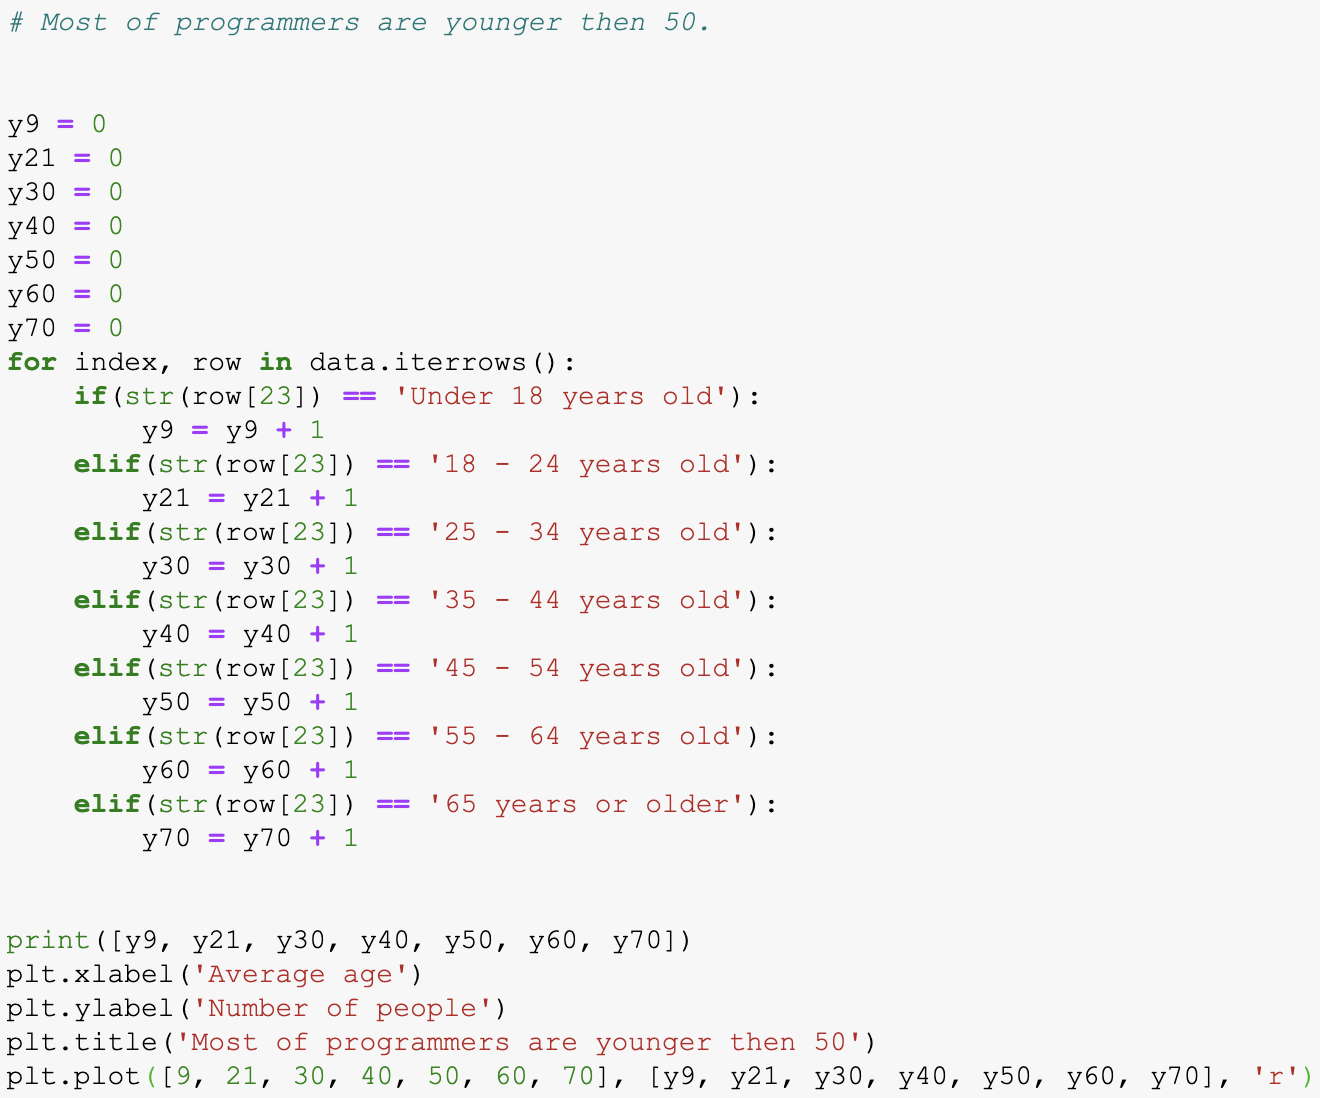 # Most of programmers are younger then 50.
y9 = 0
y21 = 0
y30 = 0
y40 = 0
y50 = 0
y60 = 0
y70 = 0
for index, row in data.iterrows():
    if(str(row[23]) == 'Under 18 years old'):
        y9 = y9 + 1
    elif(str(row[23]) == '18 - 24 years old'):
        y21 = y21 + 1
    elif(str(row[23]) == '25 - 34 years old'):
        y30 = y30 + 1
    elif(str(row[23]) == '35 - 44 years old'):
        y40 = y40 + 1
    elif(str(row[23]) == '45 - 54 years old'):
        y50 = y50 + 1
    elif(str(row[23]) == '55 - 64 years old'):
        y60 = y60 + 1
    elif(str(row[23]) == '65 years or older'):
        y70 = y70 + 1
print([y9, y21, y30, y40, y50, y60, y70])
plt.xlabel('Average age')
plt.ylabel('Number of people')
plt.title('Most of programmers are younger then 50')
plt.plot([9, 21, 30, 40, 50, 60, 70], [y9, y21, y30, y40, y50, y60, y70], 'r')